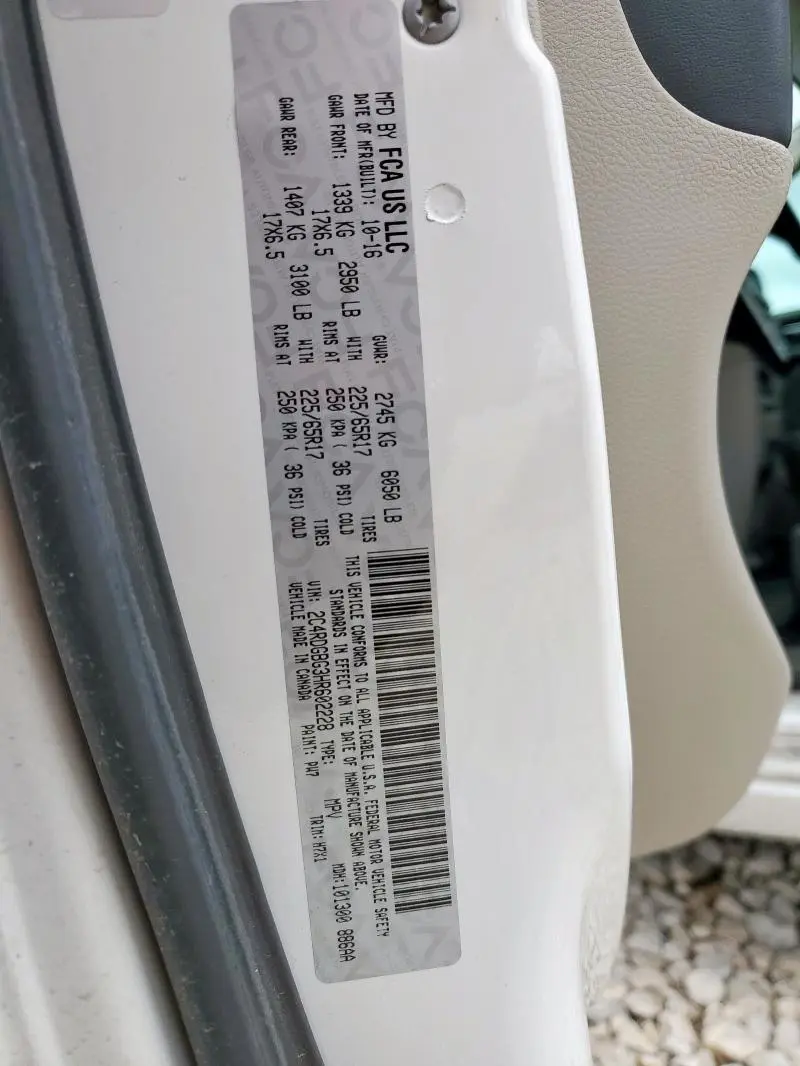 MFD BY FCA US LLC
DATE OF MFR(BUILT): 10-16 GVWR: 2745 KG 6050 LB
GAWR FRONT: 1339 KG 2950 LB WITH 225/65R17 TIRES
17X6.5 RIMS AT 250 KPA ( 36 PSI) COLD
GAWR REAR: 1407 KG 3100 LB WITH 225/65R17 TIRES
17X6.5 RIMS AT 250 KPA ( 36 PSI) COLD
THIS VEHICLE CONFORMS TO ALL APPLICABLE U.S.A. FEDERAL MOTOR VEHICLE SAFETY
STANDARDS IN EFFECT ON THE DATE OF MANUFACTURE SHOWN ABOVE.
VIN: 2C4RDGBG3HR602228 TYPE: MPV MDH:101300 886AA
VEHICLE MADE IN CANADA PAINT: PW7 TRIM:H7X1